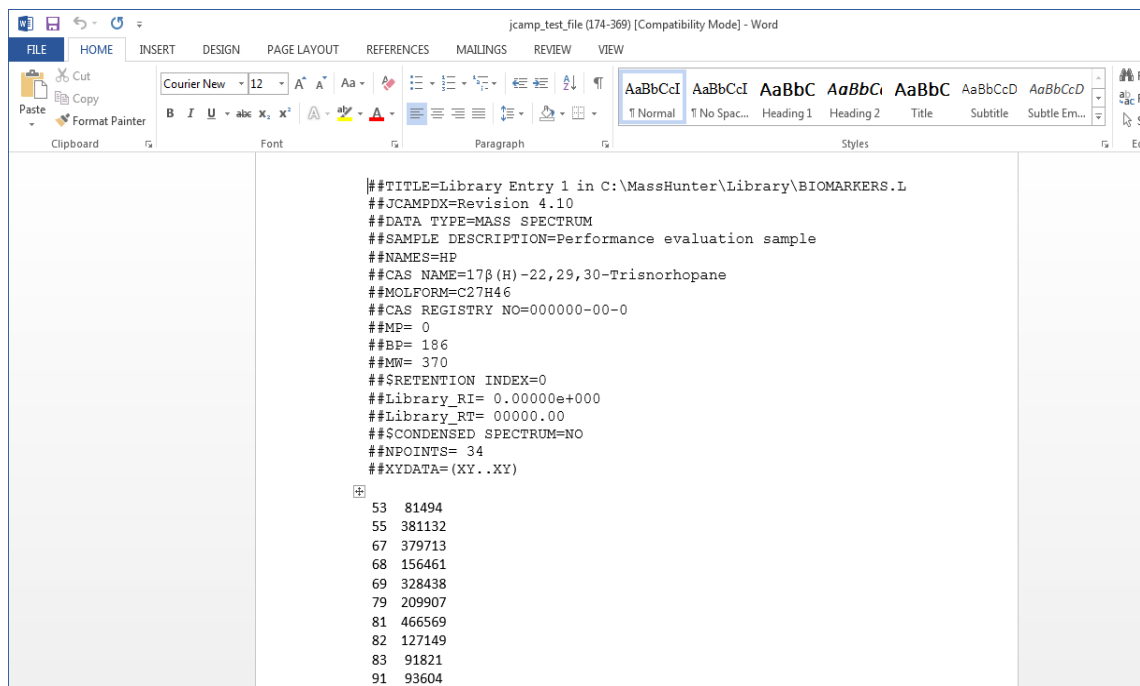 jcamp_test_file (174-369) [Compatibility Mode] - Word
FILE HOME INSERT DESIGN PAGE LAYOUT REFERENCES MAILINGS REVIEW VIEW
Paste
Cut
Copy
Format Painter
Clipboard
Courier New 12
B I U abc X₂ X²
Font
Paragraph
AaBbCcI AaBbCcI AaBbC AaBbCc AaBbC AaBbCcD AaBbCcD
¶ Normal ¶ No Spac... Heading 1 Heading 2 Title Subtitle Subtle Em...
Styles
##TITLE=Library Entry 1 in C:\MassHunter\Library\BIOMARKERS.L
##JCAMPDX=Revision 4.10
##DATA TYPE=MASS SPECTRUM
##SAMPLE DESCRIPTION=Performance evaluation sample
##NAMES=HP
##CAS NAME=17β(H)-22,29,30-Trisnorhopane
##MOLFORM=C27H46
##CAS REGISTRY NO=000000-00-0
##MP= 0
##BP= 186
##MW= 370
##$RETENTION INDEX=0
##Library_RI= 0.00000e+000
##Library_RT= 00000.00
##$CONDENSED SPECTRUM=NO
##NPOINTS= 34
##XYDATA=(XY..XY)
53 81494
55 381132
67 379713
68 156461
69 328438
79 209907
81 466569
82 127149
83 91821
91 93604